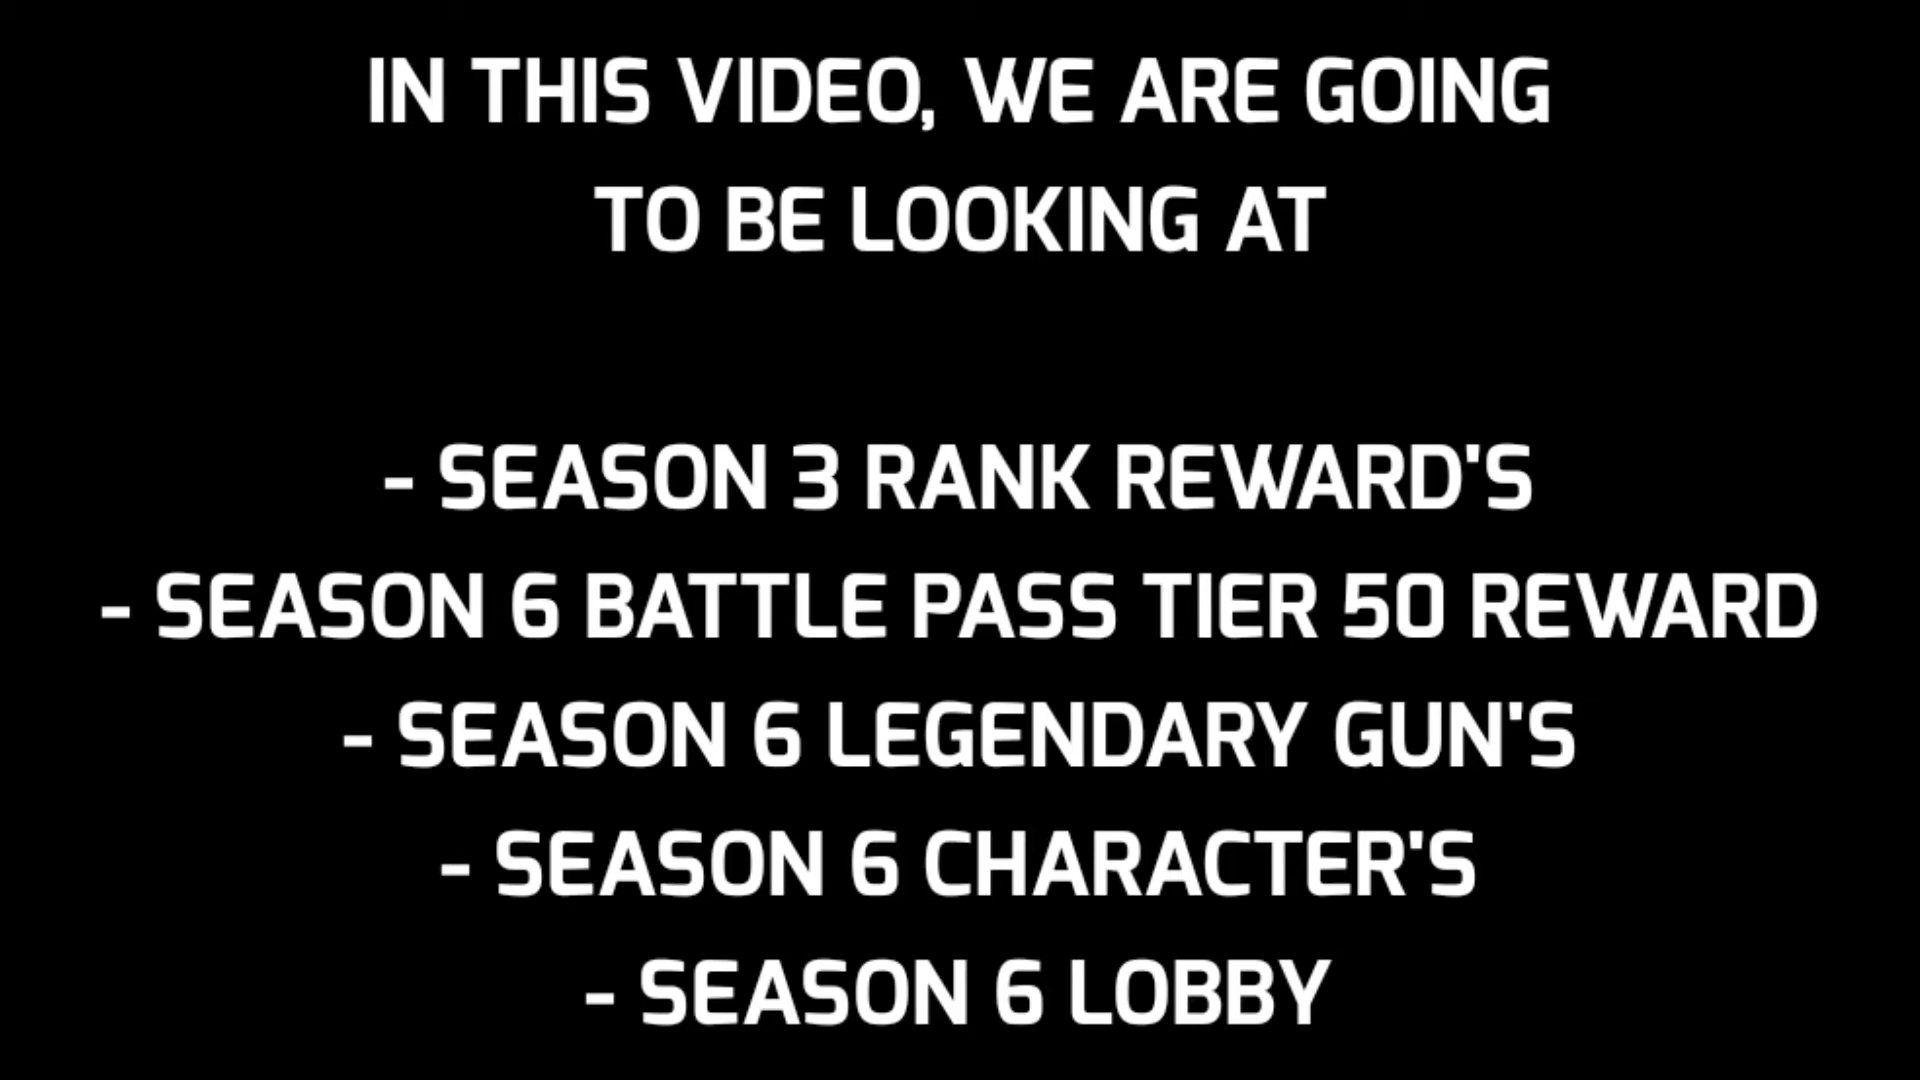 IN THIS VIDEO, WE ARE GOING
TO BE LOOKING AT
- SEASON 3 RANK REWARD'S
- SEASON 6 BATTLE PASS TIER 50 REWARD
- SEASON 6 LEGENDARY GUN'S
- SEASON 6 CHARACTER'S
- SEASON 6 LOBBY